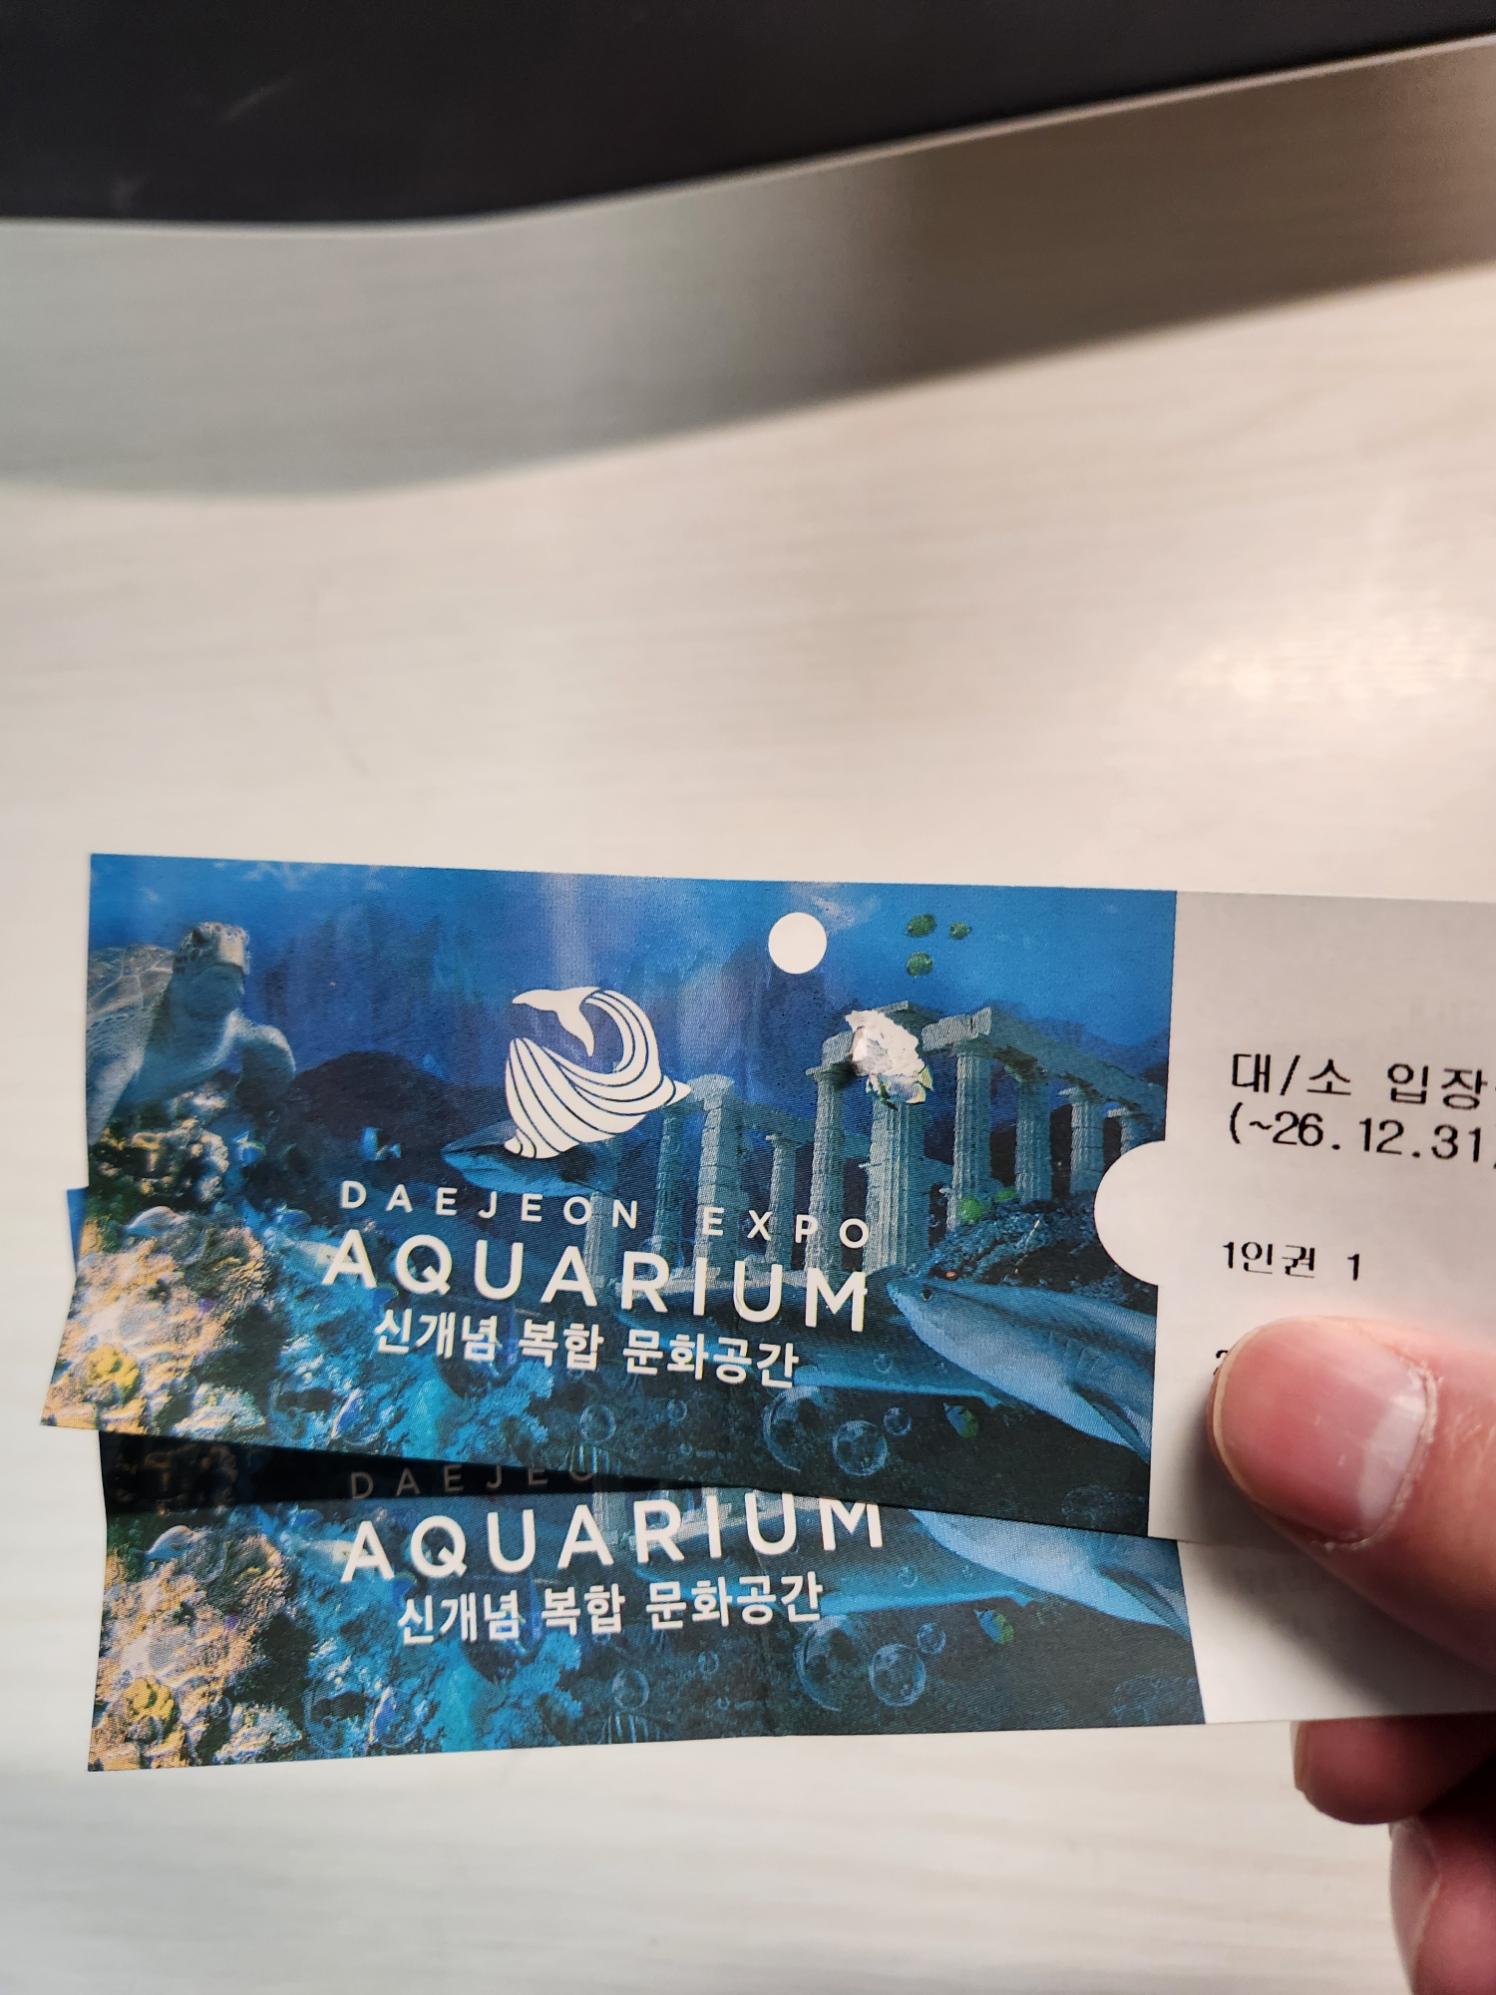 DAEJEON EXPO
AQUARIUM
신개념 복합 문화공간
대/소 입장
(~26.12.31
1인권 1
AQUARIUM
신개념 복합 문화공간